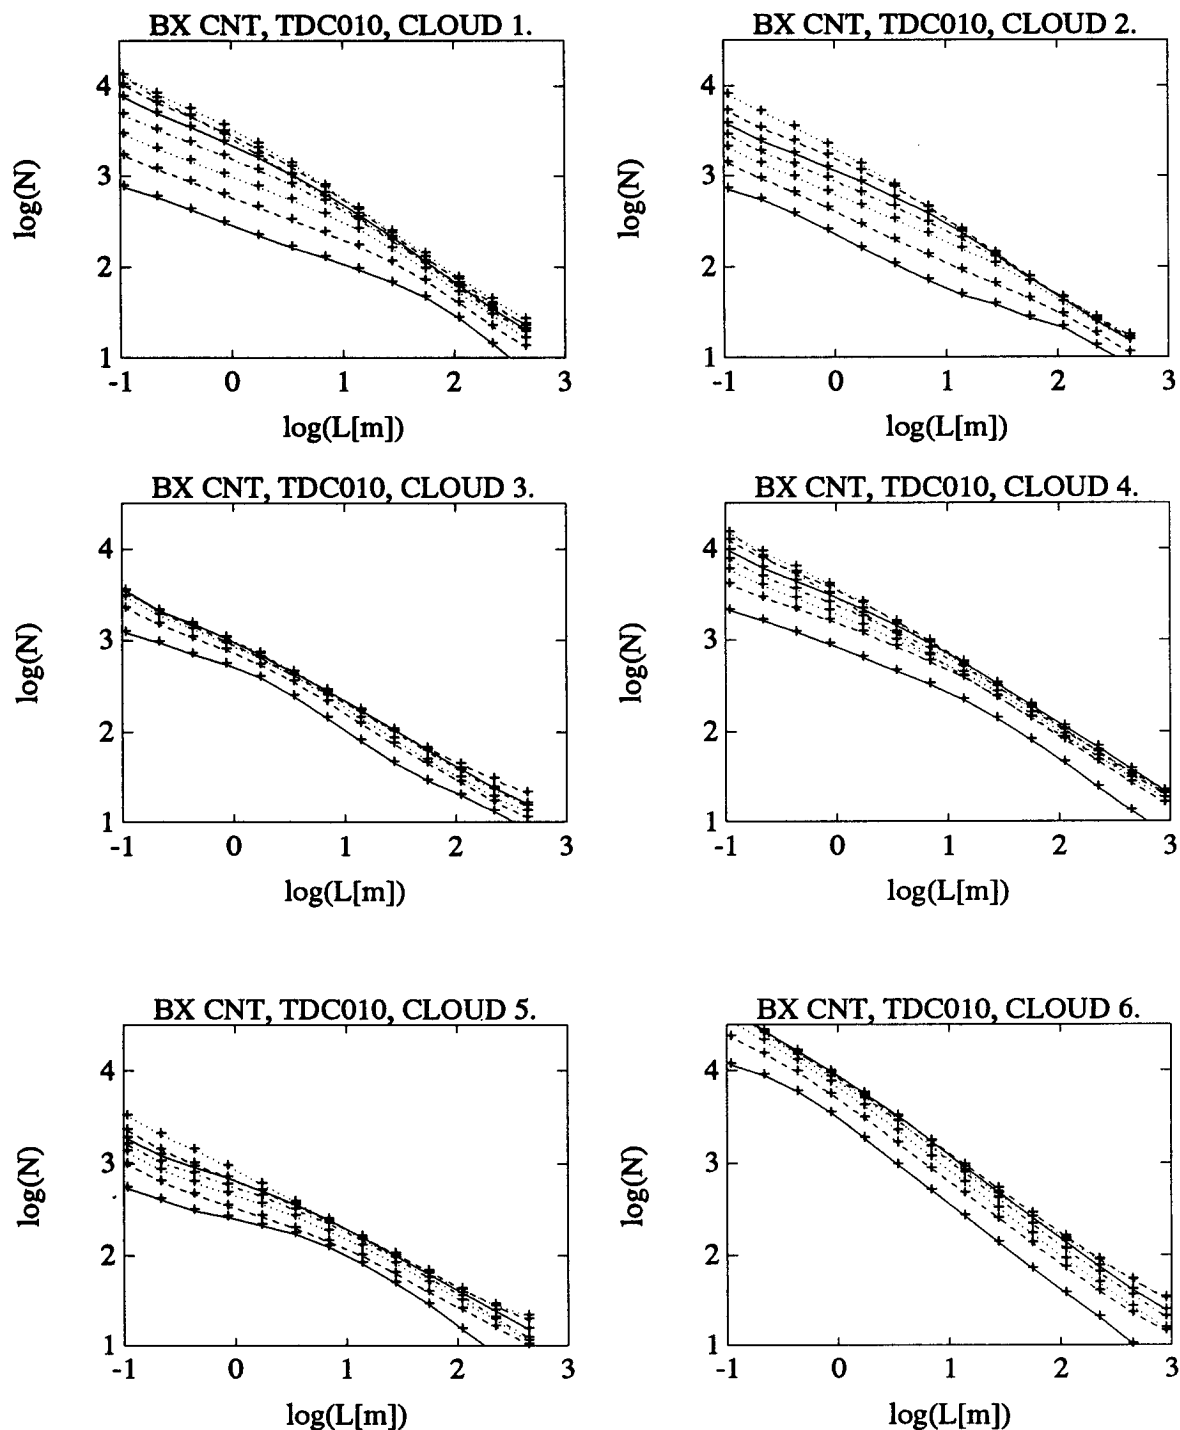 BX CNT, TDC010, CLOUD 1.
4
3
2
1
log(N)
-1 0 1 2 3
log(L[m])
BX CNT, TDC010, CLOUD 2.
4
3
2
1
log(N)
-1 0 1 2 3
log(L[m])
BX CNT, TDC010, CLOUD 3.
4
3
2
1
log(N)
-1 0 1 2 3
log(L[m])
BX CNT, TDC010, CLOUD 4.
4
3
2
1
log(N)
-1 0 1 2 3
log(L[m])
BX CNT, TDC010, CLOUD 5.
4
3
2
1
log(N)
-1 0 1 2 3
log(L[m])
BX CNT, TDC010, CLOUD 6.
4
3
2
1
log(N)
-1 0 1 2 3
log(L[m])